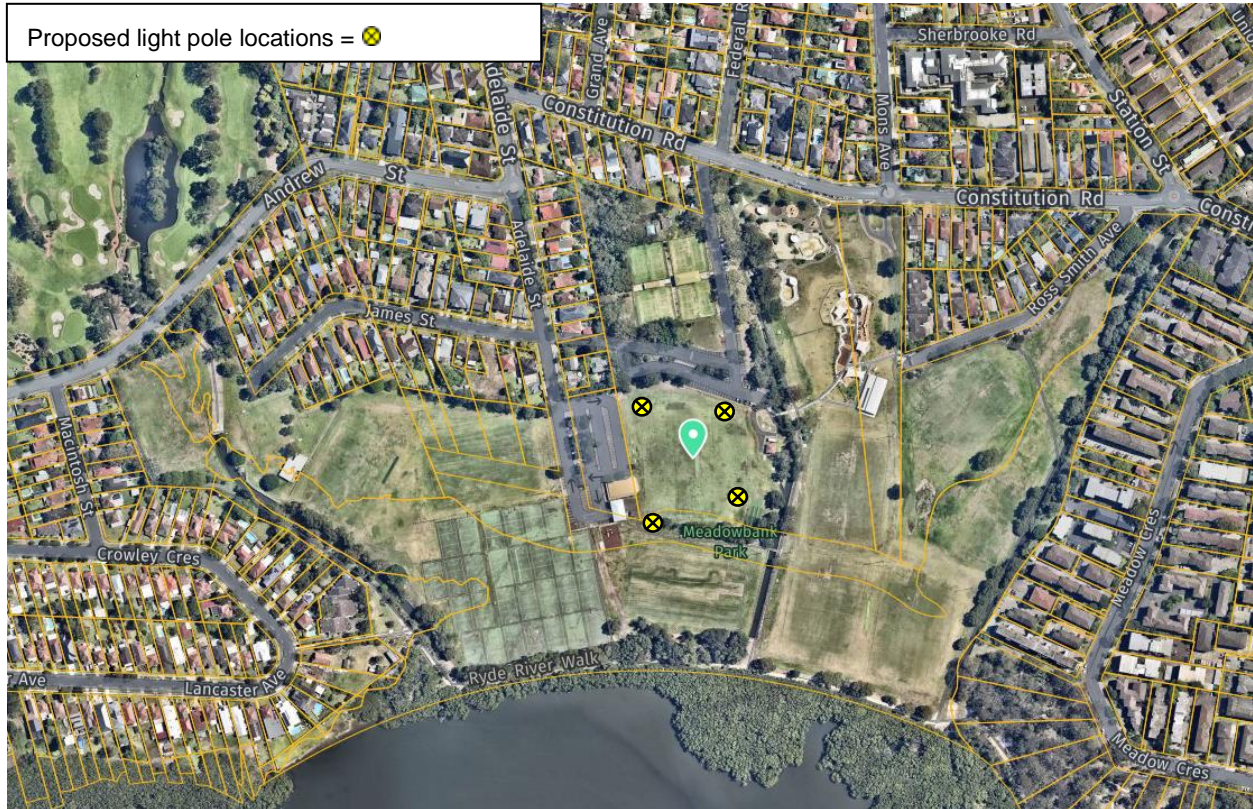 Proposed light pole locations =
Grand Ave
Federal R
Sherbrooke Rd
Unio
Adelaide St
Constitution Rd
Mons Ave
Station St
Andrew St
Constitution Rd
Consti
Adelaide St
Ross Smith Ave
James St
Macintosh St
Meadowbank
Park
Meadow Cres
Crowley Cres
Ryde River Walk
r Ave
Lancaster Ave
Meadow Cres